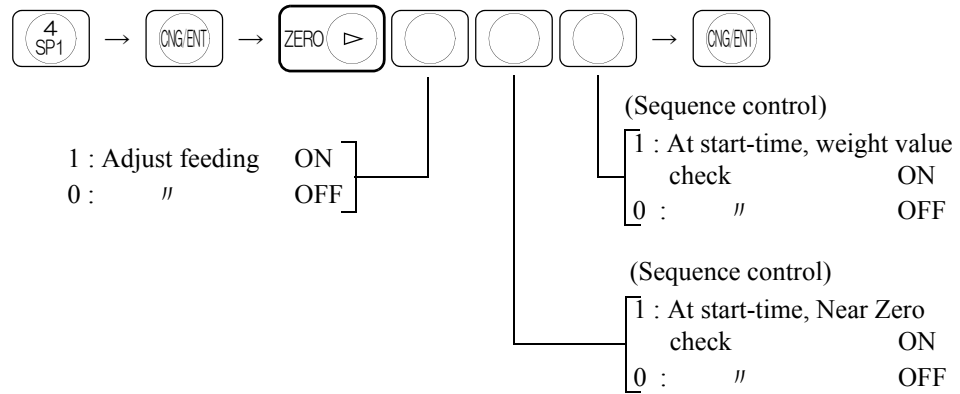 4
SP1 → CNG/ENT → ZERO ▷ → CNG/ENT
(Sequence control)
1 : At start-time, weight value
check ON
0 : 〃 OFF
1 : Adjust feeding ON
0 : 〃 OFF
(Sequence control)
1 : At start-time, Near Zero
check ON
0 : 〃 OFF